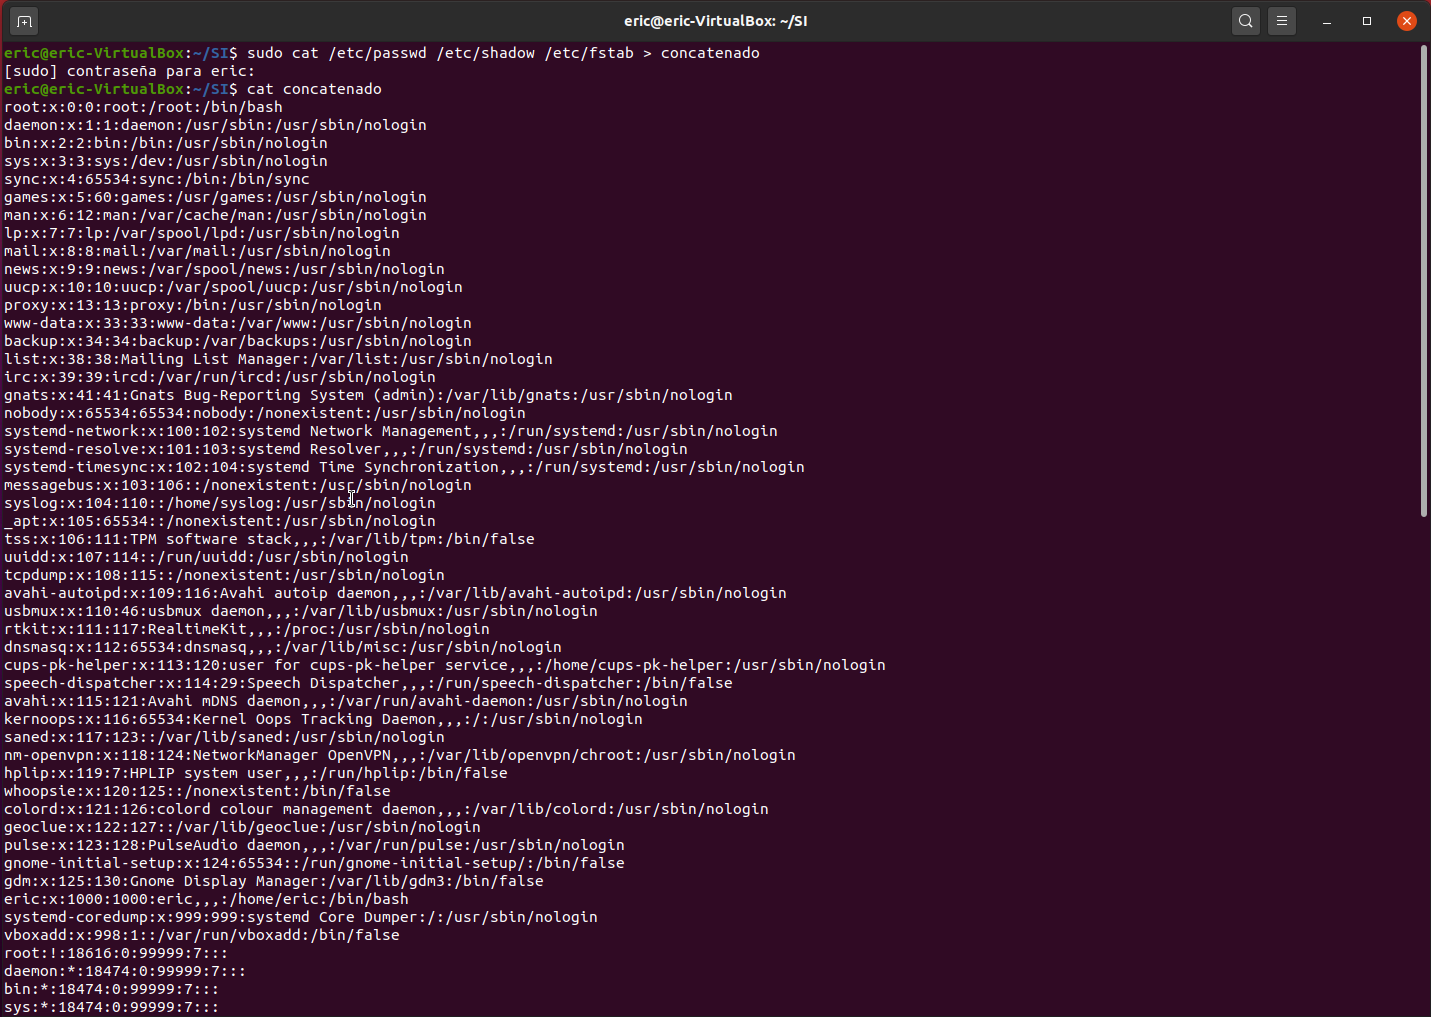 eric@eric-VirtualBox: ~/SI
eric@eric-VirtualBox:~/SI$ sudo cat /etc/passwd /etc/shadow /etc/fstab > concatenado
[sudo] contraseña para eric:
eric@eric-VirtualBox:~/SI$ cat concatenado
root:x:0:0:root:/root:/bin/bash
daemon:x:1:1:daemon:/usr/sbin:/usr/sbin/nologin
bin:x:2:2:bin:/bin:/usr/sbin/nologin
sys:x:3:3:sys:/dev:/usr/sbin/nologin
sync:x:4:65534:sync:/bin:/bin/sync
games:x:5:60:games:/usr/games:/usr/sbin/nologin
man:x:6:12:man:/var/cache/man:/usr/sbin/nologin
lp:x:7:7:lp:/var/spool/lpd:/usr/sbin/nologin
mail:x:8:8:mail:/var/mail:/usr/sbin/nologin
news:x:9:9:news:/var/spool/news:/usr/sbin/nologin
uucp:x:10:10:uucp:/var/spool/uucp:/usr/sbin/nologin
proxy:x:13:13:proxy:/bin:/usr/sbin/nologin
www-data:x:33:33:www-data:/var/www:/usr/sbin/nologin
backup:x:34:34:backup:/var/backups:/usr/sbin/nologin
list:x:38:38:Mailing List Manager:/var/list:/usr/sbin/nologin
irc:x:39:39:ircd:/var/run/ircd:/usr/sbin/nologin
gnats:x:41:41:Gnats Bug-Reporting System (admin):/var/lib/gnats:/usr/sbin/nologin
nobody:x:65534:65534:nobody:/nonexistent:/usr/sbin/nologin
systemd-network:x:100:102:systemd Network Management,,,:/run/systemd:/usr/sbin/nologin
systemd-resolve:x:101:103:systemd Resolver,,,:/run/systemd:/usr/sbin/nologin
systemd-timesync:x:102:104:systemd Time Synchronization,,,:/run/systemd:/usr/sbin/nologin
messagebus:x:103:106::/nonexistent:/usr/sbin/nologin
syslog:x:104:110::/home/syslog:/usr/sbin/nologin
_apt:x:105:65534::/nonexistent:/usr/sbin/nologin
tss:x:106:111:TPM software stack,,,:/var/lib/tpm:/bin/false
uuidd:x:107:114::/run/uuidd:/usr/sbin/nologin
tcpdump:x:108:115::/nonexistent:/usr/sbin/nologin
avahi-autoipd:x:109:116:Avahi autoip daemon,,,:/var/lib/avahi-autoipd:/usr/sbin/nologin
usbmux:x:110:46:usbmux daemon,,,:/var/lib/usbmux:/usr/sbin/nologin
rtkit:x:111:117:RealtimeKit,,,:/proc:/usr/sbin/nologin
dnsmasq:x:112:65534:dnsmasq,,,:/var/lib/misc:/usr/sbin/nologin
cups-pk-helper:x:113:120:user for cups-pk-helper service,,,:/home/cups-pk-helper:/usr/sbin/nologin
speech-dispatcher:x:114:29:Speech Dispatcher,,,:/run/speech-dispatcher:/bin/false
avahi:x:115:121:Avahi mDNS daemon,,,:/var/run/avahi-daemon:/usr/sbin/nologin
kernoops:x:116:65534:Kernel Oops Tracking Daemon,,,:/:/usr/sbin/nologin
saned:x:117:123::/var/lib/saned:/usr/sbin/nologin
nm-openvpn:x:118:124:NetworkManager OpenVPN,,,:/var/lib/openvpn/chroot:/usr/sbin/nologin
hplip:x:119:7:HPLIP system user,,,:/run/hplip:/bin/false
whoopsie:x:120:125::/nonexistent:/bin/false
colord:x:121:126:colord colour management daemon,,,:/var/lib/colord:/usr/sbin/nologin
geoclue:x:122:127::/var/lib/geoclue:/usr/sbin/nologin
pulse:x:123:128:PulseAudio daemon,,,:/var/run/pulse:/usr/sbin/nologin
gnome-initial-setup:x:124:65534::/run/gnome-initial-setup/:/bin/false
gdm:x:125:130:Gnome Display Manager:/var/lib/gdm3:/bin/false
eric:x:1000:1000:eric,,,:/home/eric:/bin/bash
systemd-coredump:x:999:999:systemd Core Dumper:/:/usr/sbin/nologin
vboxadd:x:998:1::/var/run/vboxadd:/bin/false
root:!:18616:0:99999:7:::
daemon:*:18474:0:99999:7:::
bin:*:18474:0:99999:7:::
sys:*:18474:0:99999:7:::